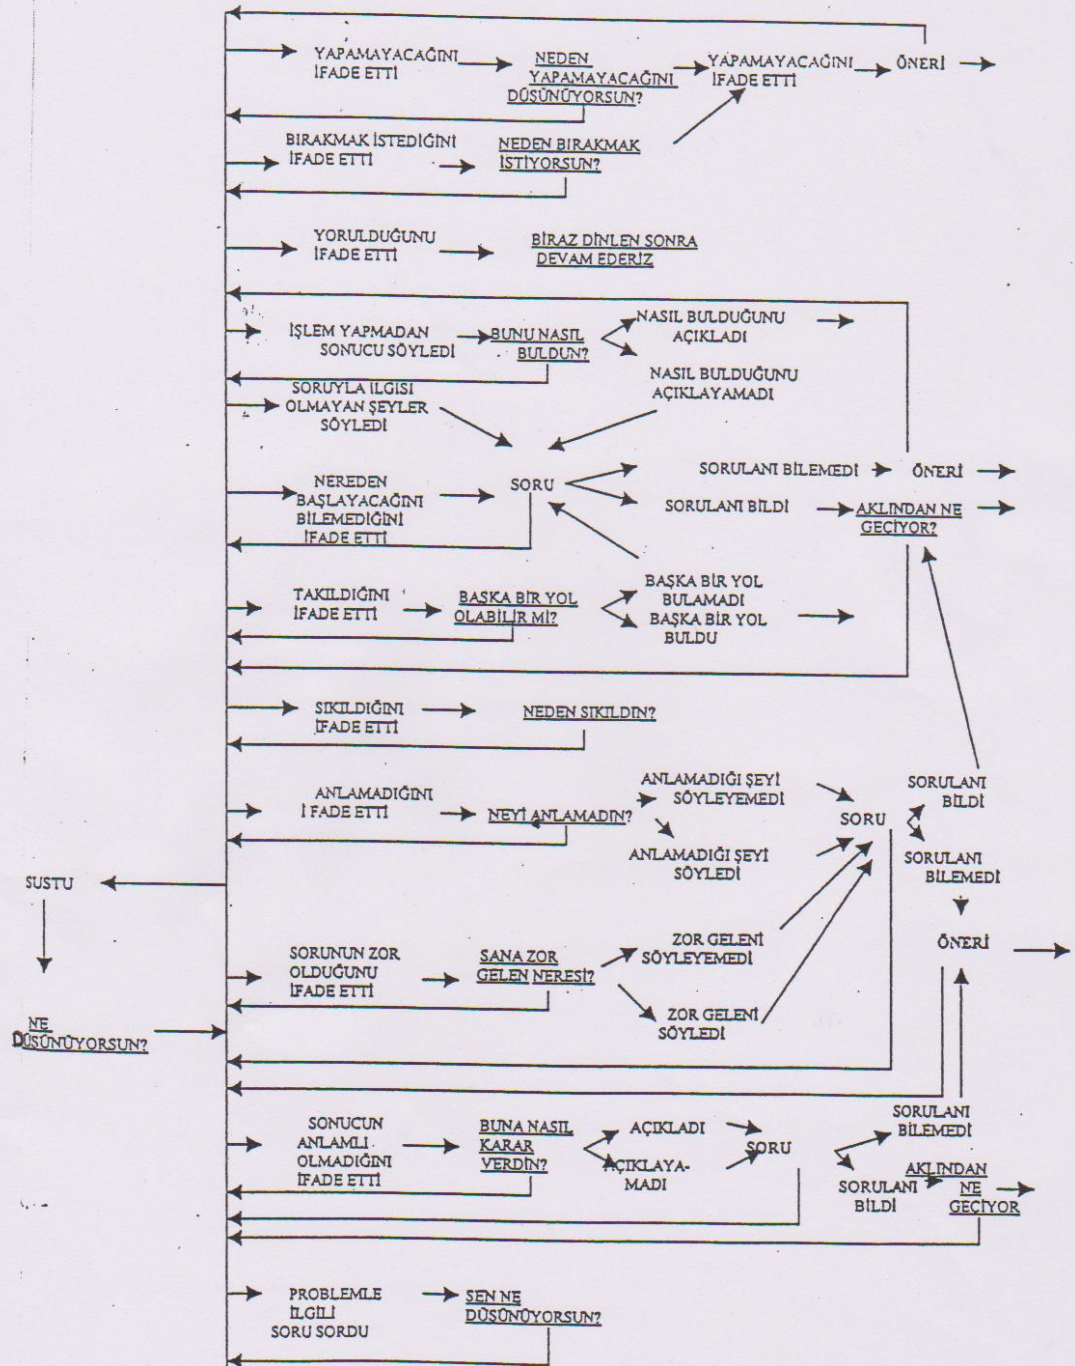 YAPAMAYACAĞINI
İFADE ETTİ
NEDEN
YAPAMAYACAĞINI
DÜSÜNÜYORSUN?
YAPAMAYACAĞINI
İFADE ETTİ
ÖNERİ
BIRAKMAK İSTEDİĞİNİ
İFADE ETTİ
NEDEN BIRAKMAK
İSTİYORSUN?
YORULDUĞUNU
İFADE ETTİ
BİRAZ DİNLEN SONRA
DEVAM EDERİZ
İŞLEM YAPMADAN
SONUCU SÖYLEDİ
BUNU NASIL
BULDUN?
NASIL BULDUĞUNU
AÇIKLADI
NASIL BULDUĞUNU
AÇIKLAYAMADI
SORUYLA İLGİSİ
OLMAYAN ŞEYLER
SÖYLEDİ
NEREDEN
BAŞLAYACAĞINI
BİLEMEDİĞİNİ
İFADE ETTİ
SORU
SORULANI BİLEMEDİ
ÖNERİ
SORULANI BİLDİ
AKLINDAN NE
GECİYOR?
TAKILDIĞINI
İFADE ETTİ
BAŞKA BİR YOL
OLABİLİR Mİ?
BAŞKA BİR YOL
BULAMADI
BAŞKA BİR YOL
BULDU
SIKILDIĞINI
İFADE ETTİ
NEDEN SIKILDIN?
ANLAMADIĞINI
İ FADE ETTİ
NEYİ ANLAMADIN?
ANLAMADIĞI ŞEYİ
SÖYLEYEMEDİ
ANLAMADIĞI ŞEYİ
SÖYLEDİ
SORU
SORULANI
BİLDİ
SORULANI
BİLEMEDİ
ÖNERİ
SUSTU
NE
DÜSÜNÜYORSUN?
SORUNUN ZOR
OLDUĞUNU
İFADE ETTİ
SANA ZOR
GELEN NERESİ?
ZOR GELENİ
SÖYLEYEMEDİ
ZOR GELENİ
SÖYLEDİ
SONUCUN
ANLAMLI
OLMADIĞINI
İFADE ETTİ
BUNA NASIL
KARAR
VERDİN?
AÇIKLADI
AÇIKLAYA-
MADI
SORU
SORULANI
BİLEMEDİ
SORULANI
BİLDİ
AKLINDAN
NE
GEÇİYOR
PROBLEMLE
İLGİLİ
SORU SORDU
SEN NE
DÜSÜNÜYORSUN?